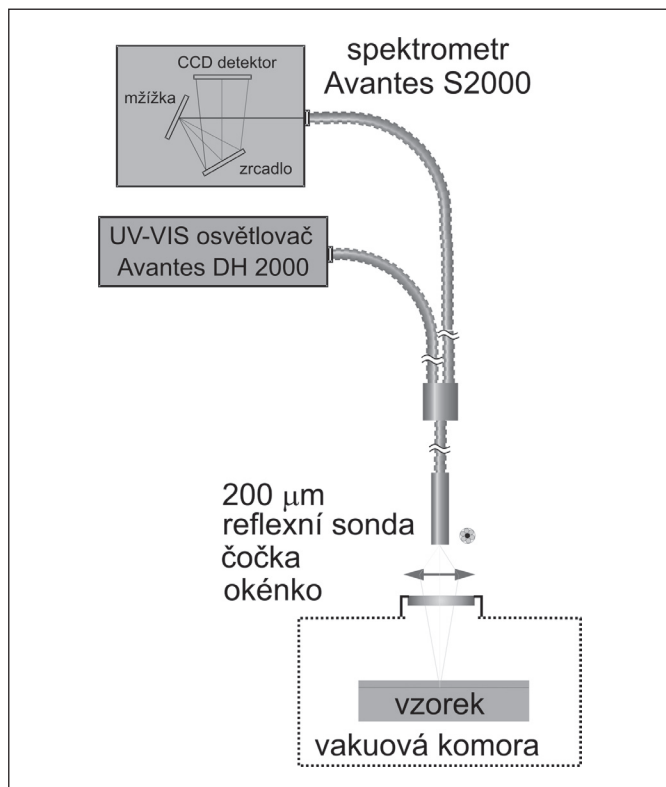 spektrometr
Avantes S2000
CCD detektor
mžížka
zrcadlo
UV-VIS osvětlovač
Avantes DH 2000
200 μm
reflexní sonda
čočka
okénko
vzorek
vakuová komora